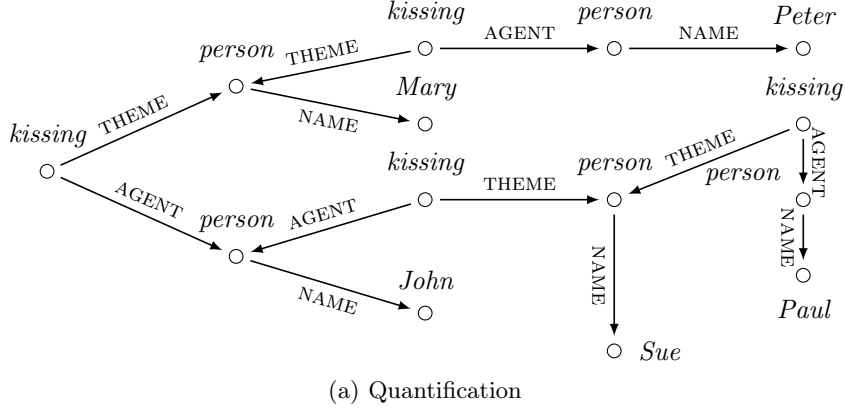 kissing
person
Peter
person
THEME
AGENT
NAME
Mary
kissing
NAME
THEME
kissing
kissing
person
THEME
person
AGENT
THEME
AGENT
person
AGENT
NAME
NAME
John
NAME
Paul
Sue
(a) Quantification